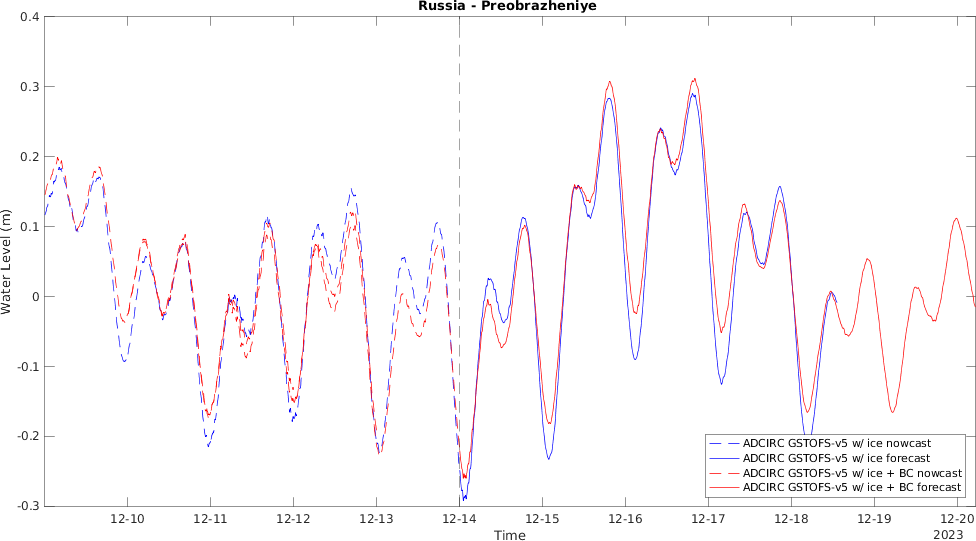 Russia - Preobrazheniye
Water Level (m)
0.4
0.3
0.2
0.1
0
-0.1
-0.2
-0.3
12-10
12-11
12-12
12-13
12-14
12-15
12-16
12-17
12-18
12-19
12-20
Time
2023
ADCIRC GSTOFS-v5 w/ ice nowcast
ADCIRC GSTOFS-v5 w/ ice forecast
ADCIRC GSTOFS-v5 w/ ice + BC nowcast
ADCIRC GSTOFS-v5 w/ ice + BC forecast